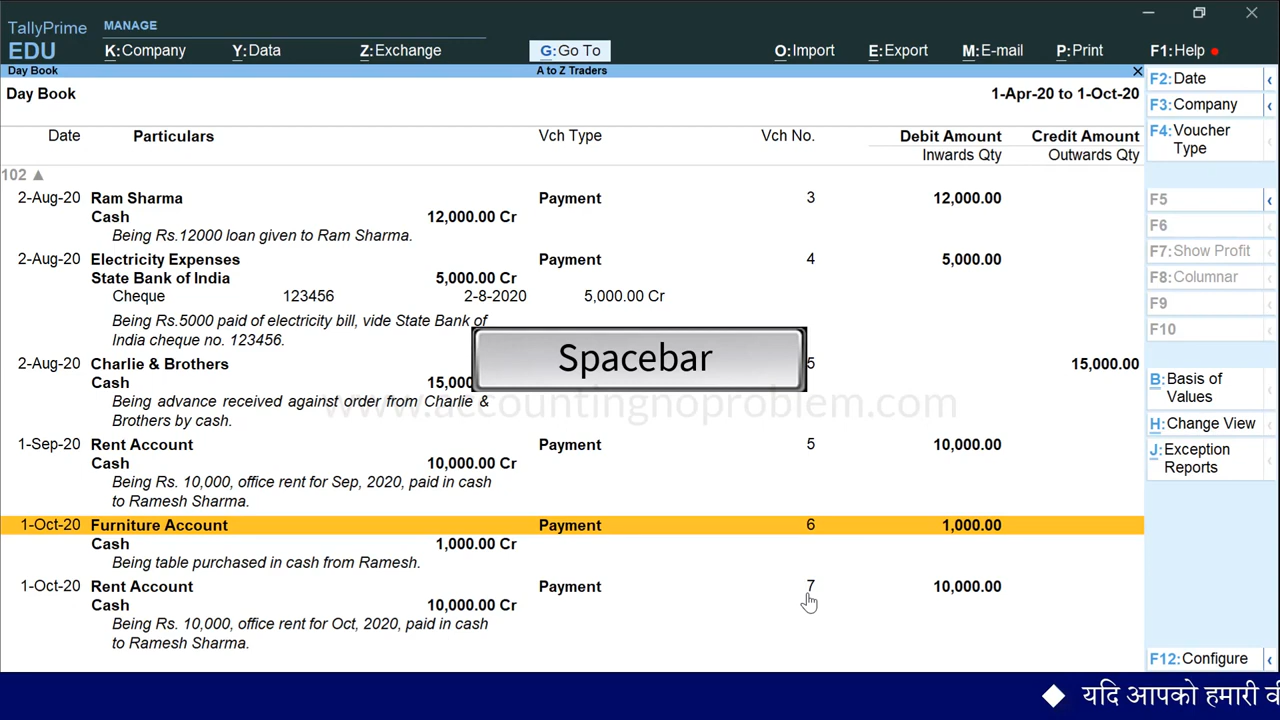 TallyPrime
EDU
MANAGE
K:Company Y:Data Z:Exchange G:Go To O:Import E:Export M:E-mail P:Print F1:Help
Day Book A to Z Traders
Day Book 1-Apr-20 to 1-Oct-20
Date Particulars Vch Type Vch No. Debit Amount Credit Amount
Inwards Qty Outwards Qty
102
2-Aug-20 Ram Sharma Payment 3 12,000.00
Cash 12,000.00 Cr
Being Rs.12000 loan given to Ram Sharma.
2-Aug-20 Electricity Expenses Payment 4 5,000.00
State Bank of India 5,000.00 Cr
Cheque 123456 2-8-2020 5,000.00 Cr
Being Rs.5000 paid of electricity bill, vide State Bank of
India cheque no. 123456.
Spacebar
2-Aug-20 Charlie & Brothers 5 15,000.00
Cash
Being advance received against order from Charlie &
Brothers by cash.
www.accountingnoproblem.com
1-Sep-20 Rent Account Payment 5 10,000.00
Cash 10,000.00 Cr
Being Rs. 10,000, office rent for Sep, 2020, paid in cash
to Ramesh Sharma.
1-Oct-20 Furniture Account Payment 6 1,000.00
Cash 1,000.00 Cr
Being table purchased in cash from Ramesh.
1-Oct-20 Rent Account Payment 7 10,000.00
Cash 10,000.00 Cr
Being Rs. 10,000, office rent for Oct, 2020, paid in cash
to Ramesh Sharma.
F2:Date
F3:Company
F4:Voucher
Type
F5
F6
F7:Show Profit
F8:Columnar
F9
F10
B:Basis of
Values
H:Change View
J:Exception
Reports
F12:Configure
यदि आपको हमारी